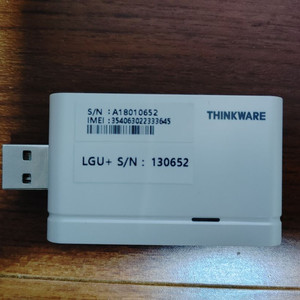 S/N : A18010652
IMEI : 354063022333645
THINKWARE
LGU+ S/N : 130652